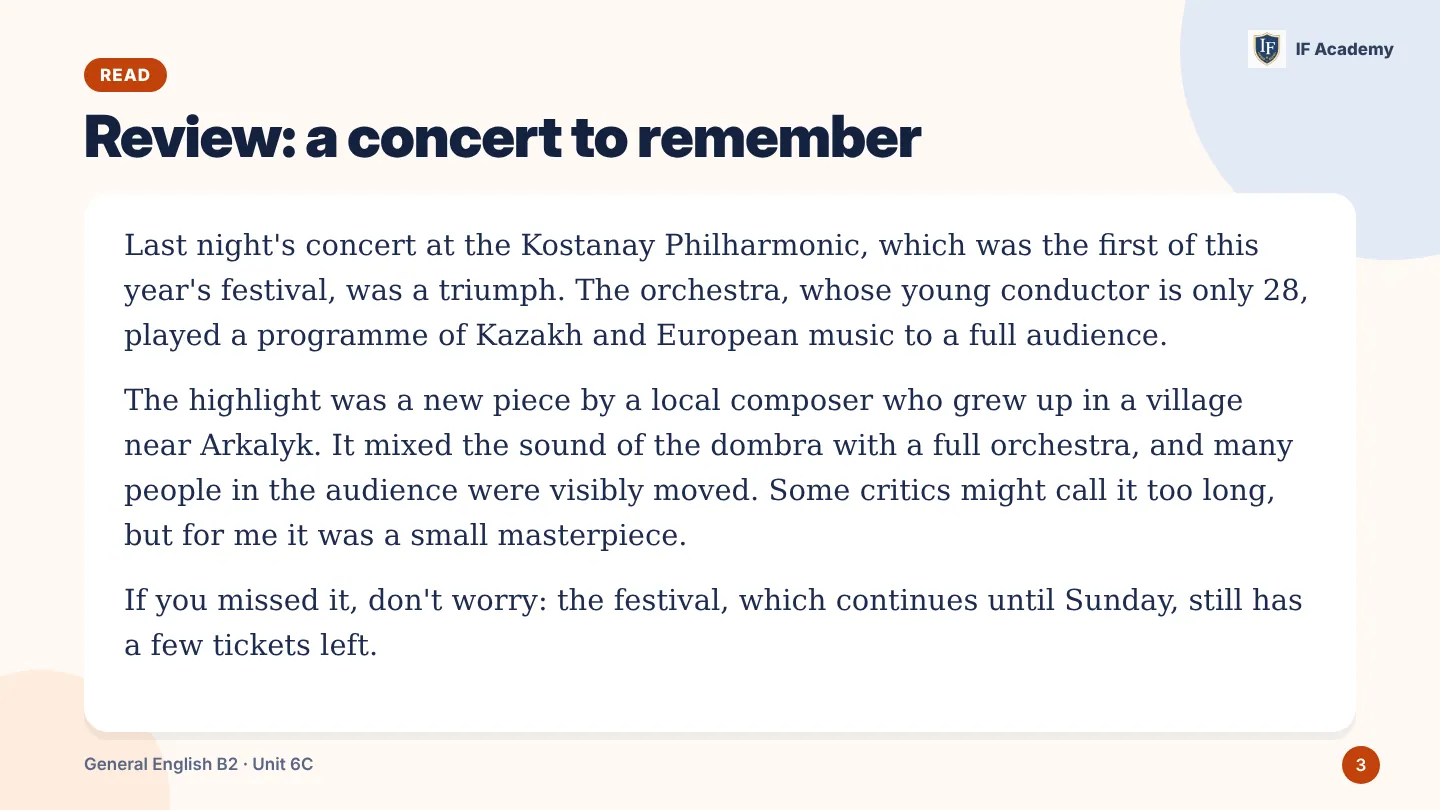 IF
IF Academy
READ
Review: a concert to remember
Last night's concert at the Kostanay Philharmonic, which was the first of this
year's festival, was a triumph. The orchestra, whose young conductor is only 28,
played a programme of Kazakh and European music to a full audience.
The highlight was a new piece by a local composer who grew up in a village
near Arkalyk. It mixed the sound of the dombra with a full orchestra, and many
people in the audience were visibly moved. Some critics might call it too long,
but for me it was a small masterpiece.
If you missed it, don't worry: the festival, which continues until Sunday, still has
a few tickets left.
General English B2 · Unit 6C
3